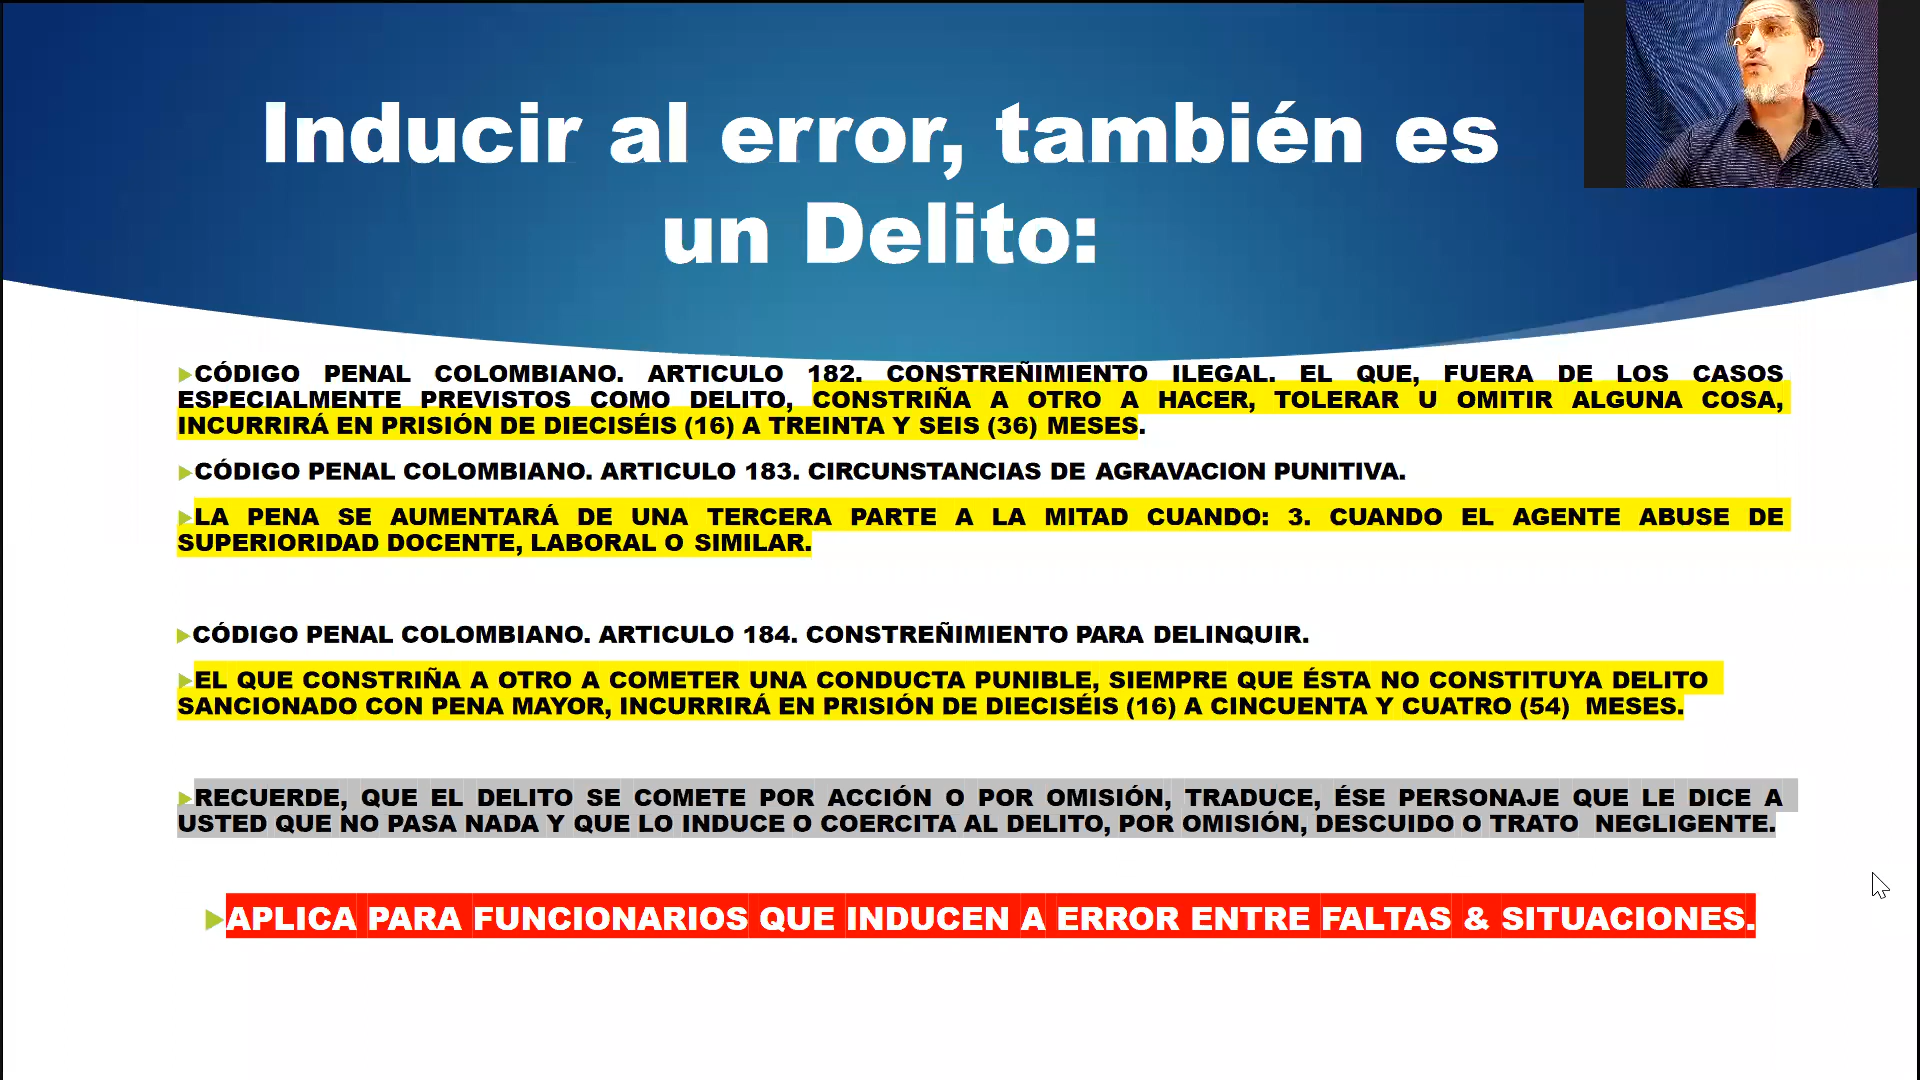 Inducir al error, también es
un Delito:
CÓDIGO PENAL COLOMBIANO. ARTICULO 182. CONSTREÑIMIENTO ILEGAL. EL QUE, FUERA DE LOS CASOS
ESPECIALMENTE PREVISTOS COMO DELITO, CONSTRIÑA A OTRO A HACER, TOLERAR U OMITIR ALGUNA COSA,
INCURRIRÁ EN PRISIÓN DE DIECISÉIS (16) A TREINTA Y SEIS (36) MESES.
CÓDIGO PENAL COLOMBIANO. ARTICULO 183. CIRCUNSTANCIAS DE AGRAVACION PUNITIVA.
LA PENA SE AUMENTARÁ DE UNA TERCERA PARTE A LA MITAD CUANDO: 3. CUANDO EL AGENTE ABUSE DE
SUPERIORIDAD DOCENTE, LABORAL O SIMILAR.
CÓDIGO PENAL COLOMBIANO. ARTICULO 184. CONSTREÑIMIENTO PARA DELINQUIR.
EL QUE CONSTRIÑA A OTRO A COMETER UNA CONDUCTA PUNIBLE, SIEMPRE QUE ÉSTA NO CONSTITUYA DELITO
SANCIONADO CON PENA MAYOR, INCURRIRÁ EN PRISIÓN DE DIECISÉIS (16) A CINCUENTA Y CUATRO (54) MESES.
RECUERDE, QUE EL DELITO SE COMETE POR ACCIÓN O POR OMISIÓN, TRADUCE, ÉSE PERSONAJE QUE LE DICE A
USTED QUE NO PASA NADA Y QUE LO INDUCE O COERCITA AL DELITO, POR OMISIÓN, DESCUIDO O TRATO NEGLIGENTE.
APLICA PARA FUNCIONARIOS QUE INDUCEN A ERROR ENTRE FALTAS & SITUACIONES.